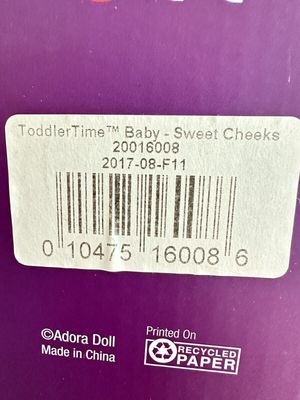 ToddlerTime™ Baby - Sweet Cheeks
20016008
2017-08-F11
0 10475 16008 6
©Adora Doll
Made in China
Printed On
RECYCLED
PAPER